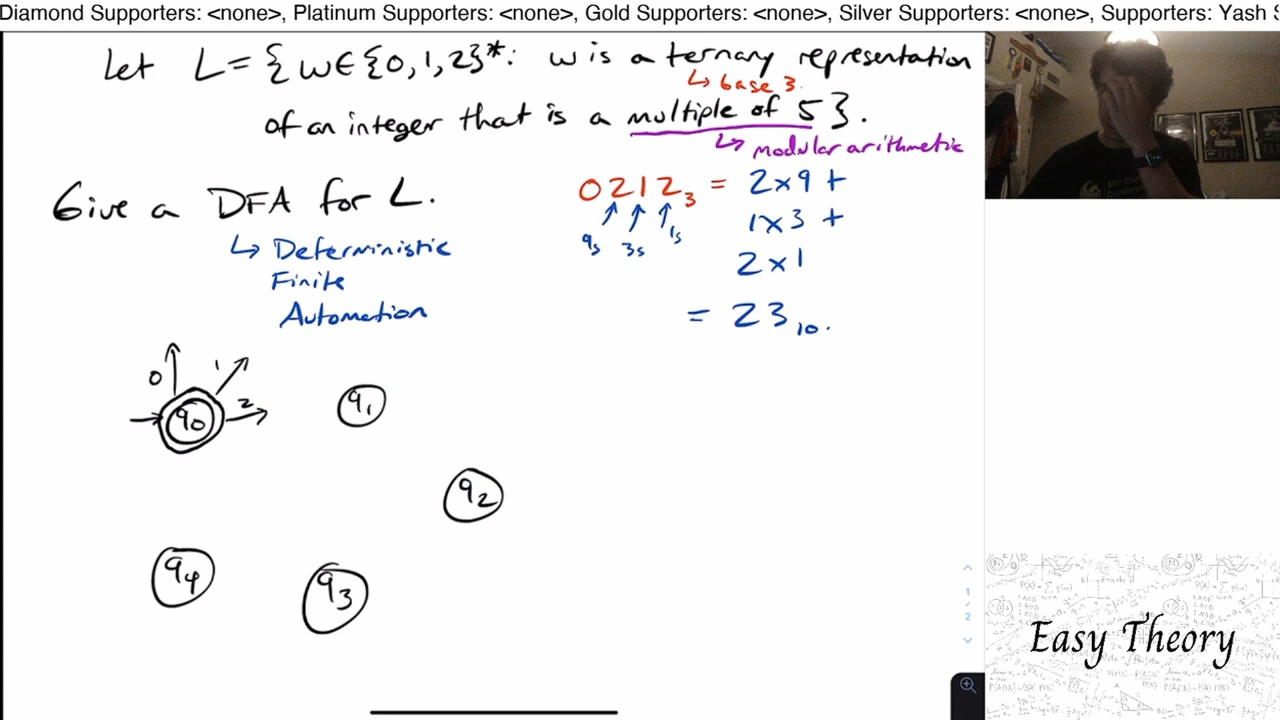 Diamond Supporters: <none>, Platinum Supporters: <none>, Gold Supporters: <none>, Silver Supporters: <none>, Supporters: Yash S
Let L = { w ∈ {0, 1, 2}*: w is a ternary representation
↳ base 3.
of an integer that is a multiple of 5 }.
↳ modular arithmetic
Give a DFA for L.
↳ Deterministic
Finite
Automation
0212₃ = 2×9 +
9s 3s 1s
1×3 +
2×1
= 23₁₀.
0 1 2
q₀ q₁
q₂
q₄ q₃
1
/
2
Easy Theory